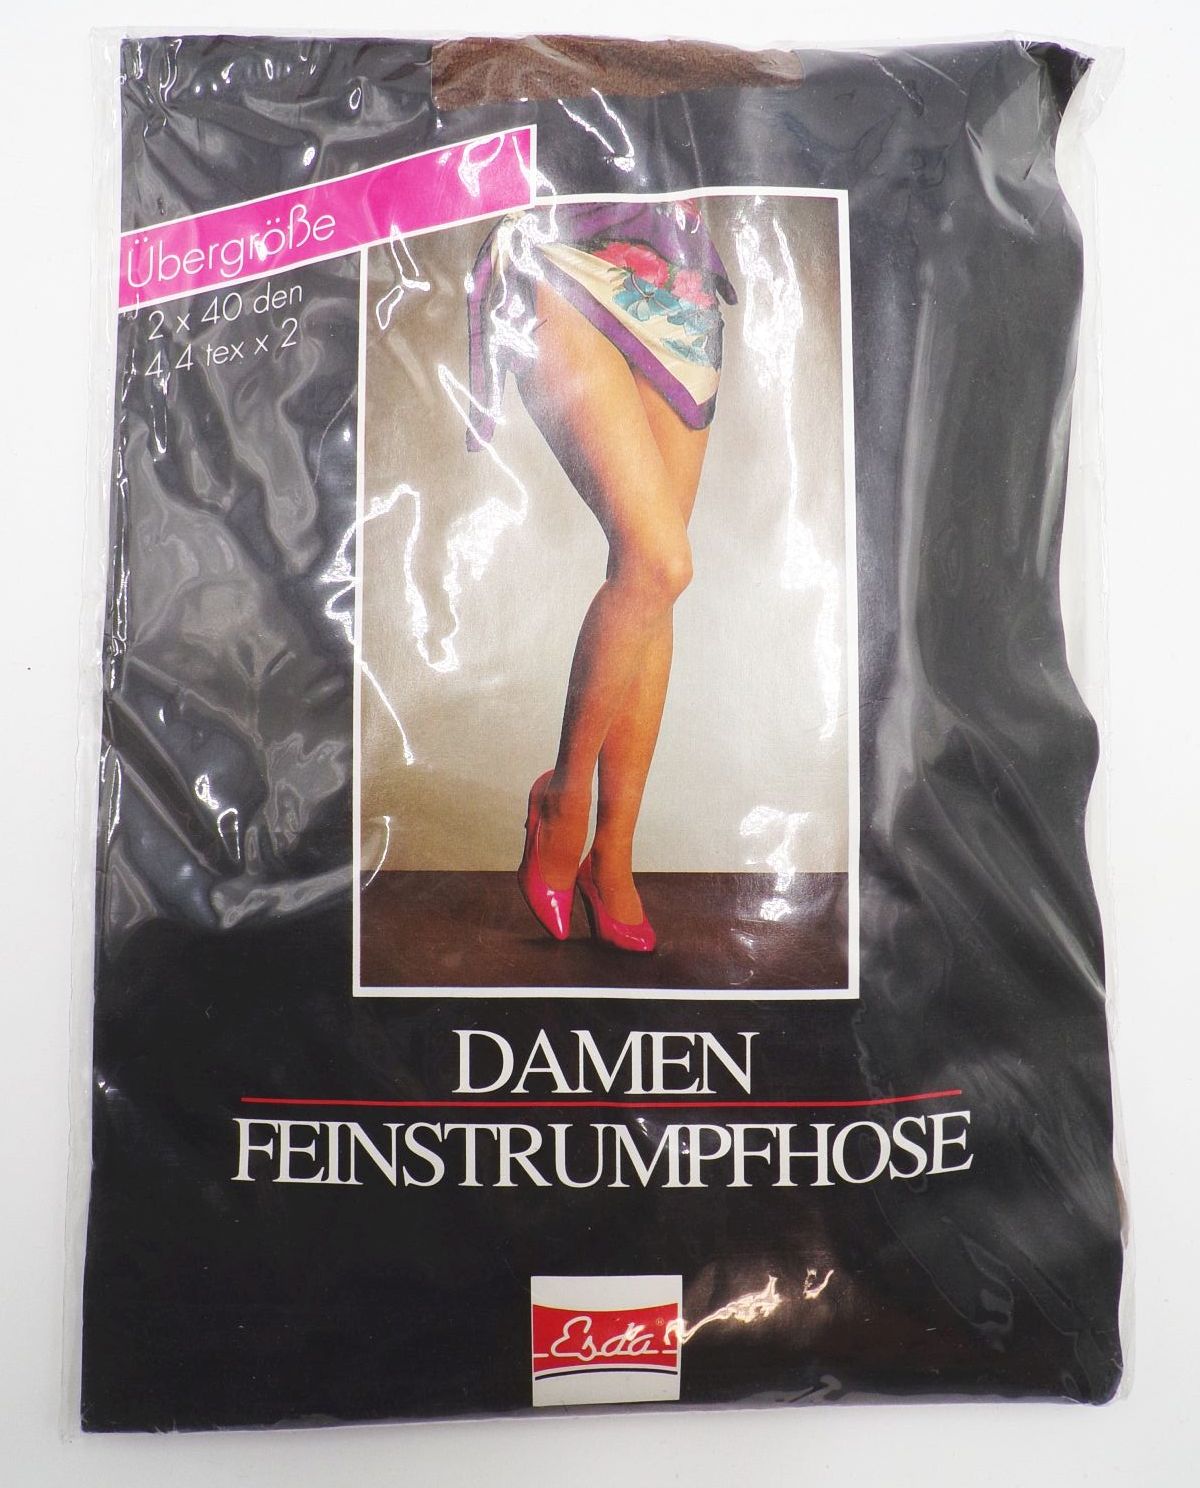 Übergröße
2 x 40 den
4,4 tex x 2
DAMEN
FEINSTRUMPFHOSE
Esda®